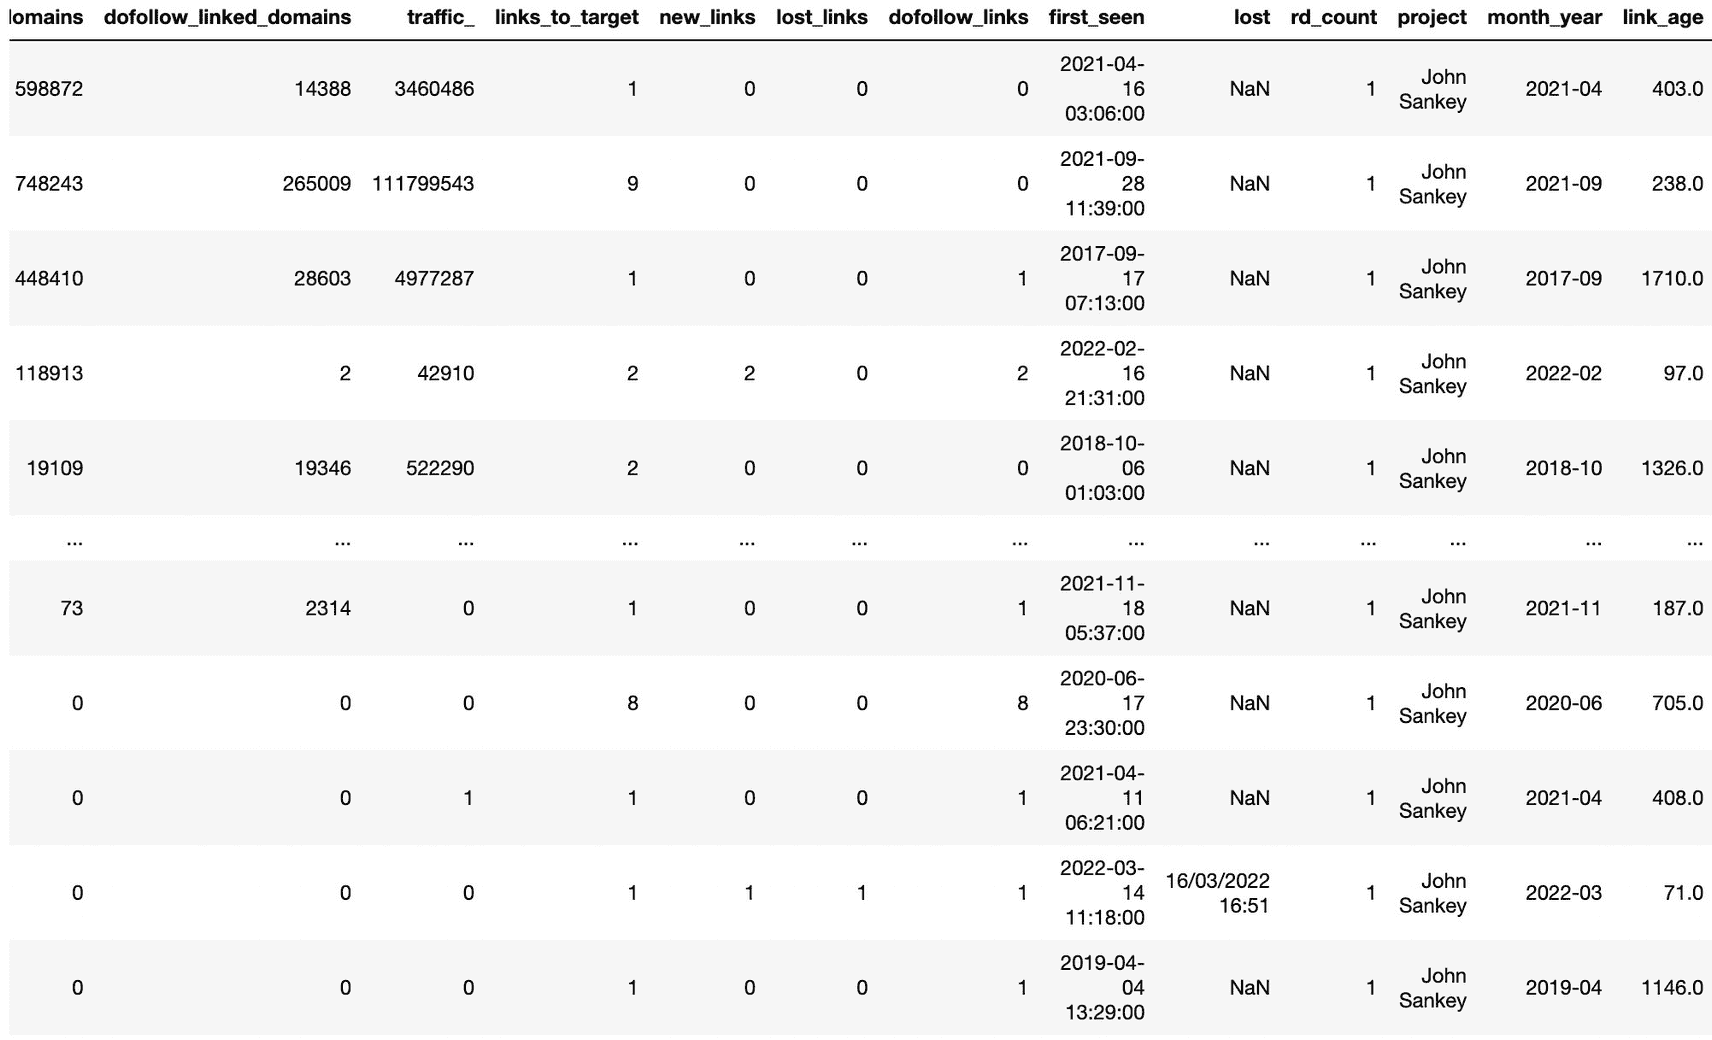 domains dofollow_linked_domains traffic_ links_to_target new_links lost_links dofollow_links first_seen lost rd_count project month_year link_age
598872 14388 3460486 1 0 0 0 2021-04-16 03:06:00 NaN 1 John Sankey 2021-04 403.0
748243 265009 111799543 9 0 0 0 2021-09-28 11:39:00 NaN 1 John Sankey 2021-09 238.0
448410 28603 4977287 1 0 0 1 2017-09-17 07:13:00 NaN 1 John Sankey 2017-09 1710.0
118913 2 42910 2 2 0 2 2022-02-16 21:31:00 NaN 1 John Sankey 2022-02 97.0
19109 19346 522290 2 0 0 0 2018-10-06 01:03:00 NaN 1 John Sankey 2018-10 1326.0
... ... ... ... ... ... ... ... ... ... ... ... ...
73 2314 0 1 0 0 1 2021-11-18 05:37:00 NaN 1 John Sankey 2021-11 187.0
0 0 0 8 0 0 8 2020-06-17 23:30:00 NaN 1 John Sankey 2020-06 705.0
0 0 1 1 0 0 1 2021-04-11 06:21:00 NaN 1 John Sankey 2021-04 408.0
0 0 0 1 1 1 1 2022-03-14 11:18:00 16/03/2022 16:51 1 John Sankey 2022-03 71.0
0 0 0 1 0 0 1 2019-04-04 13:29:00 NaN 1 John Sankey 2019-04 1146.0